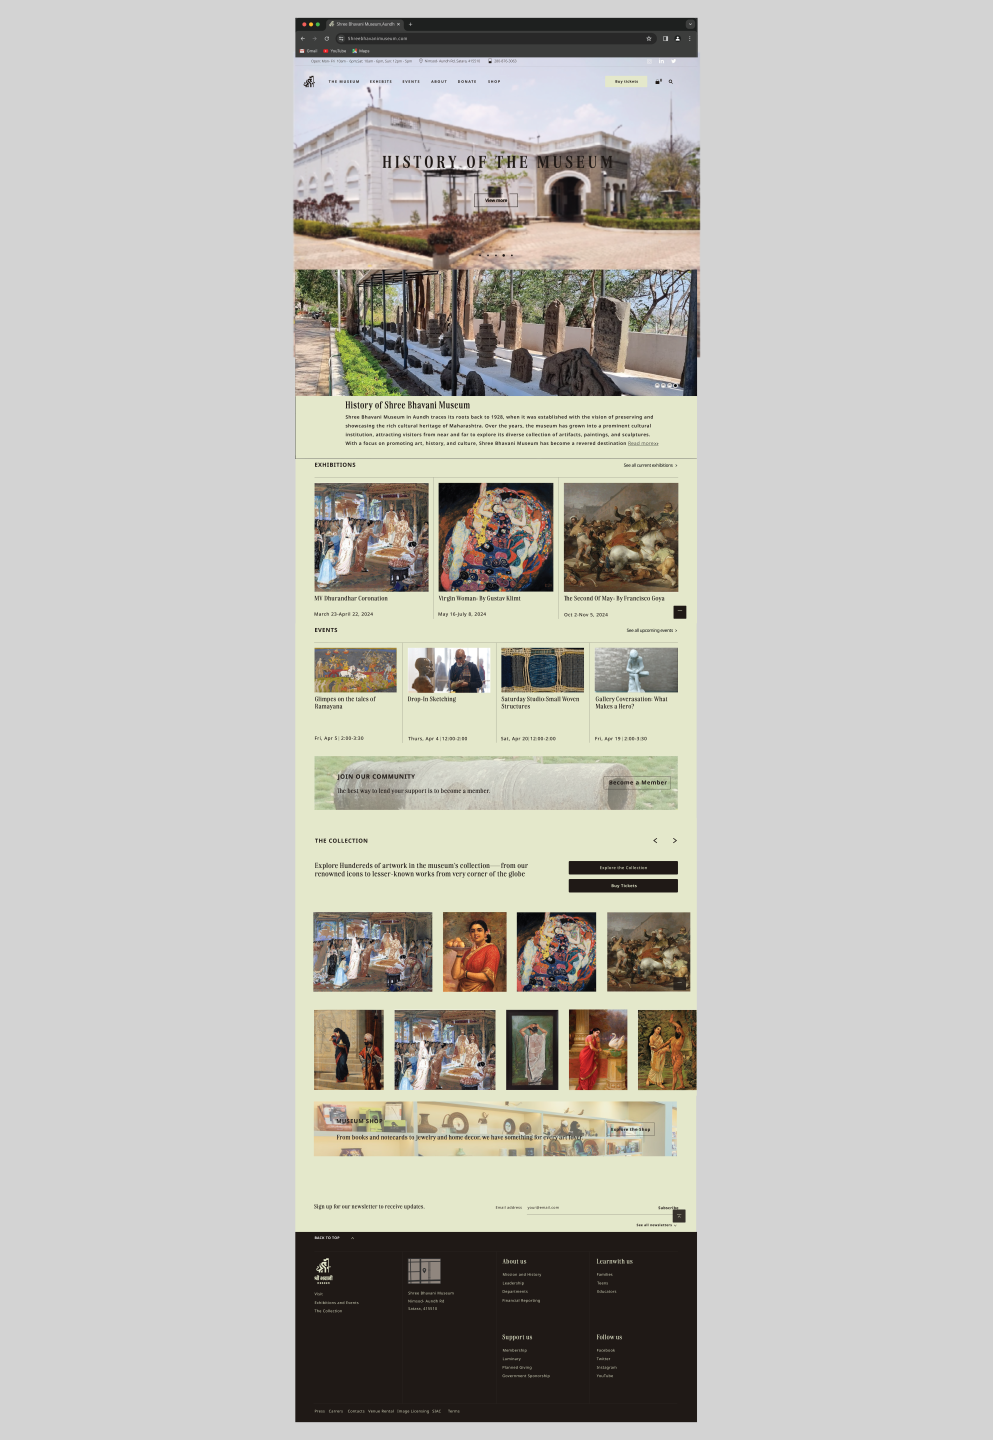 Shree Bhavani Museum,Aundh
Shreebhavanimuseum.com
Gmail YouTube Maps
THE MUSEUM EXHIBITS EVENTS ABOUT DONATE SHOP
Buy tickets
HISTORY OF THE MUSEUM
View more
History of Shree Bhavani Museum
Shree Bhavani Museum in Aundh traces its roots back to 1928, when it was established with the vision of preserving and
showcasing the rich cultural heritage of Maharashtra. Over the years, the museum has grown into a prominent cultural
institution, attracting visitors from near and far to explore its diverse collection of artifacts, paintings, and sculptures.
With a focus on promoting art, history, and culture, Shree Bhavani Museum has become a revered destination Read more>>
EXHIBITIONS
See all current exhibitions >
MV Dhurandhar Coronation
March 23-April 22, 2024
Virgin Woman- By Gustav Klimt
May 16-July 8, 2024
The Second Of May- By Francisco Goya
Oct 2-Nov 5, 2024
EVENTS
See all upcoming events >
Glimpes on the tales of
Ramayana
Fri, Apr 5| 2:00-3:30
Drop-In Sketching
Thurs, Apr 4 |12:00-2:00
Saturday Studio:Small Woven
Structures
Sat, Apr 20|12:00-2:00
Gallery Coverasation: What
Makes a Hero?
Fri, Apr 19 |2:00-3:30
JOIN OUR COMMUNITY
The best way to lend your support is to become a member.
Become a Member
THE COLLECTION
< >
Explore Hundereds of artwork in the museum's collection—from our
renowned icons to lesser-known works from very corner of the globe
Explore the Collection
Buy Tickets
MUSEUM SHOP
From books and notecards to jewelry and home decor, we have something for every art lover.
Explore the Shop
Sign up for our newsletter to receive updates.
Email address
your@email.com
Subscribe
See all newsletters
BACK TO TOP
श्री भवानी
Visit
Exhibitions and Events
The Collection
Shree Bhavani Museum
Aundh Rd
Satara, 415510
About us
Mission and History
Leadership
Departments
Financial Reporting
Learnwith us
Families
Teens
Educators
Support us
Membership
Luminary
Planned Giving
Government Sponorship
Follow us
Facebook
Twitter
Instagram
YouTube
Press Carrers Contacts Venue Rental Image Licensing SVAC Terms